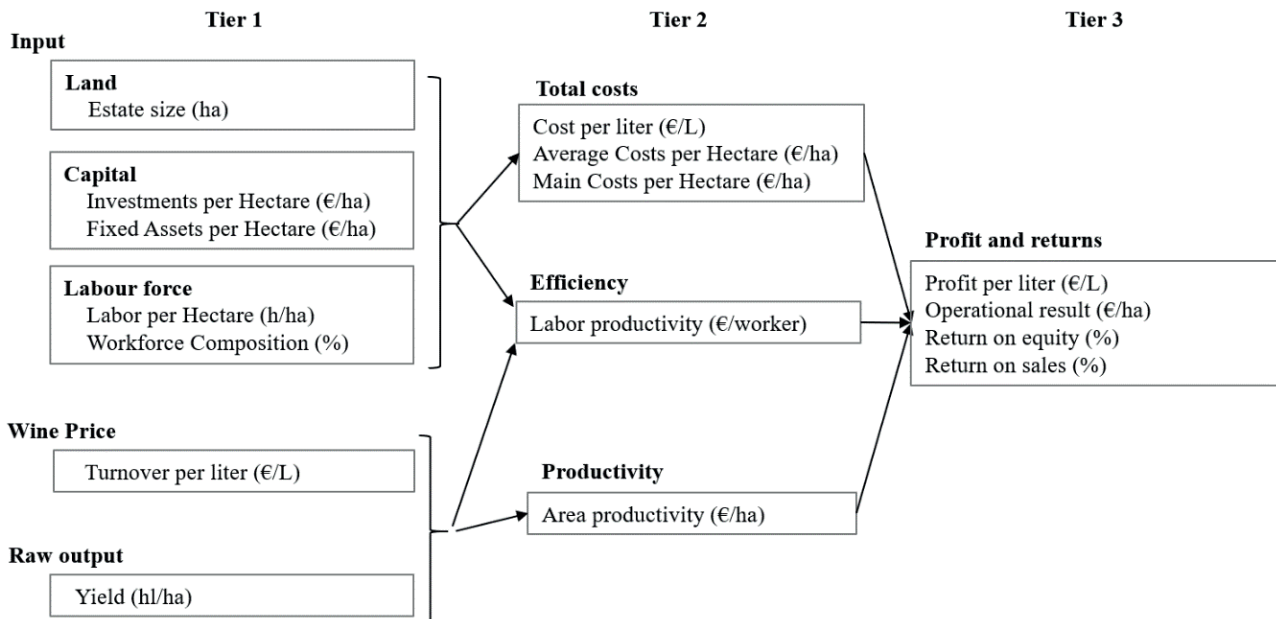 Tier 1
Tier 2
Tier 3
Input
Land
Estate size (ha)
Capital
Investments per Hectare (€/ha)
Fixed Assets per Hectare (€/ha)
Labour force
Labor per Hectare (h/ha)
Workforce Composition (%)
Wine Price
Turnover per liter (€/L)
Raw output
Yield (hl/ha)
Total costs
Cost per liter (€/L)
Average Costs per Hectare (€/ha)
Main Costs per Hectare (€/ha)
Efficiency
Labor productivity (€/worker)
Productivity
Area productivity (€/ha)
Profit and returns
Profit per liter (€/L)
Operational result (€/ha)
Return on equity (%)
Return on sales (%)